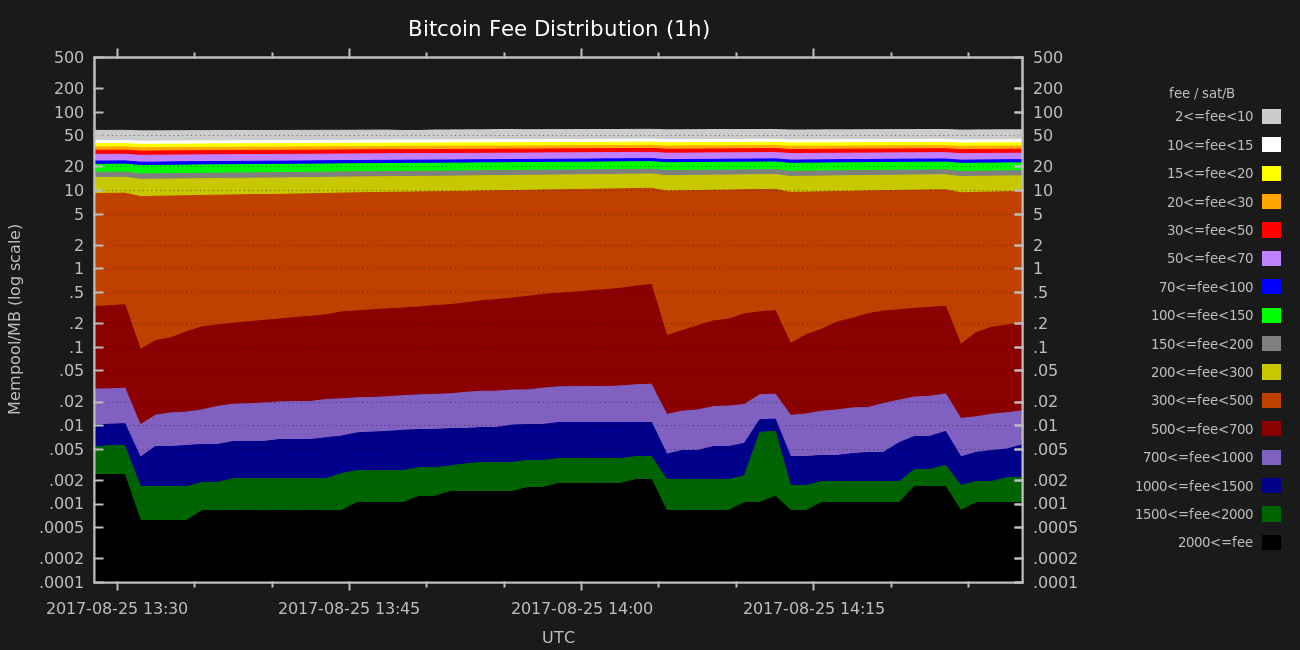 Bitcoin Fee Distribution (1h)
Mempool/MB (log scale)
500
200
100
50
20
10
5
2
1
.5
.2
.1
.05
.02
.01
.005
.002
.001
.0005
.0002
.0001
500
200
100
50
20
10
5
2
1
.5
.2
.1
.05
.02
.01
.005
.002
.001
.0005
.0002
.0001
2017-08-25 13:30
2017-08-25 13:45
2017-08-25 14:00
2017-08-25 14:15
UTC
fee / sat/B
2<=fee<10
10<=fee<15
15<=fee<20
20<=fee<30
30<=fee<50
50<=fee<70
70<=fee<100
100<=fee<150
150<=fee<200
200<=fee<300
300<=fee<500
500<=fee<700
700<=fee<1000
1000<=fee<1500
1500<=fee<2000
2000<=fee